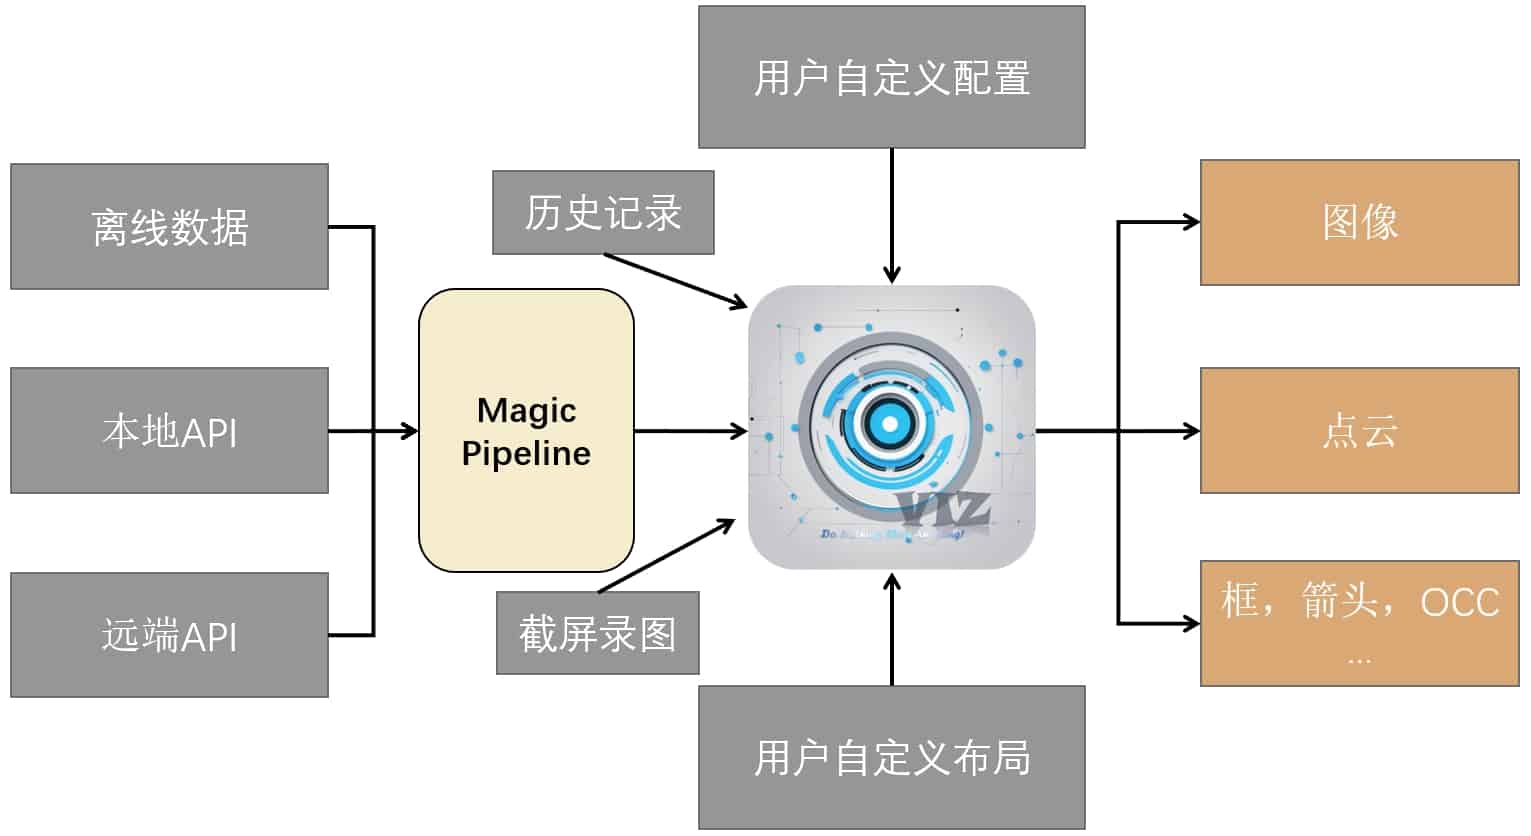 用户自定义配置
历史记录
离线数据
图像
Magic
Pipeline
本地API
点云
VIZ
远端API
截屏录图
框，箭头，OCC
...
用户自定义布局